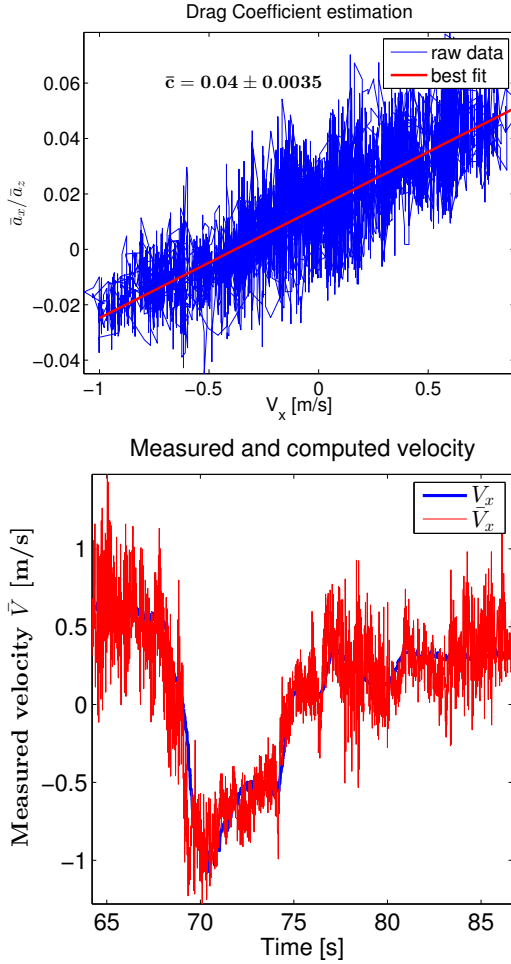 Drag Coefficient estimation
0.06
0.04
0.02
0
−0.02
−0.04
c̄ = 0.04 ± 0.0035
raw data
best fit
ā_x/ā_z
−1
−0.5
0
0.5
V_x [m/s]
Measured and computed velocity
1
0.5
0
−0.5
−1
V_x
V̄_x
Measured velocity V̄ [m/s]
65
70
75
80
85
Time [s]